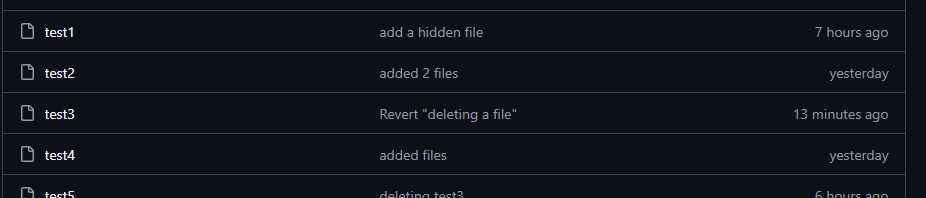 test1 add a hidden file 7 hours ago
test2 added 2 files yesterday
test3 Revert "deleting a file" 13 minutes ago
test4 added files yesterday
test5 deleting test3 6 hours ago